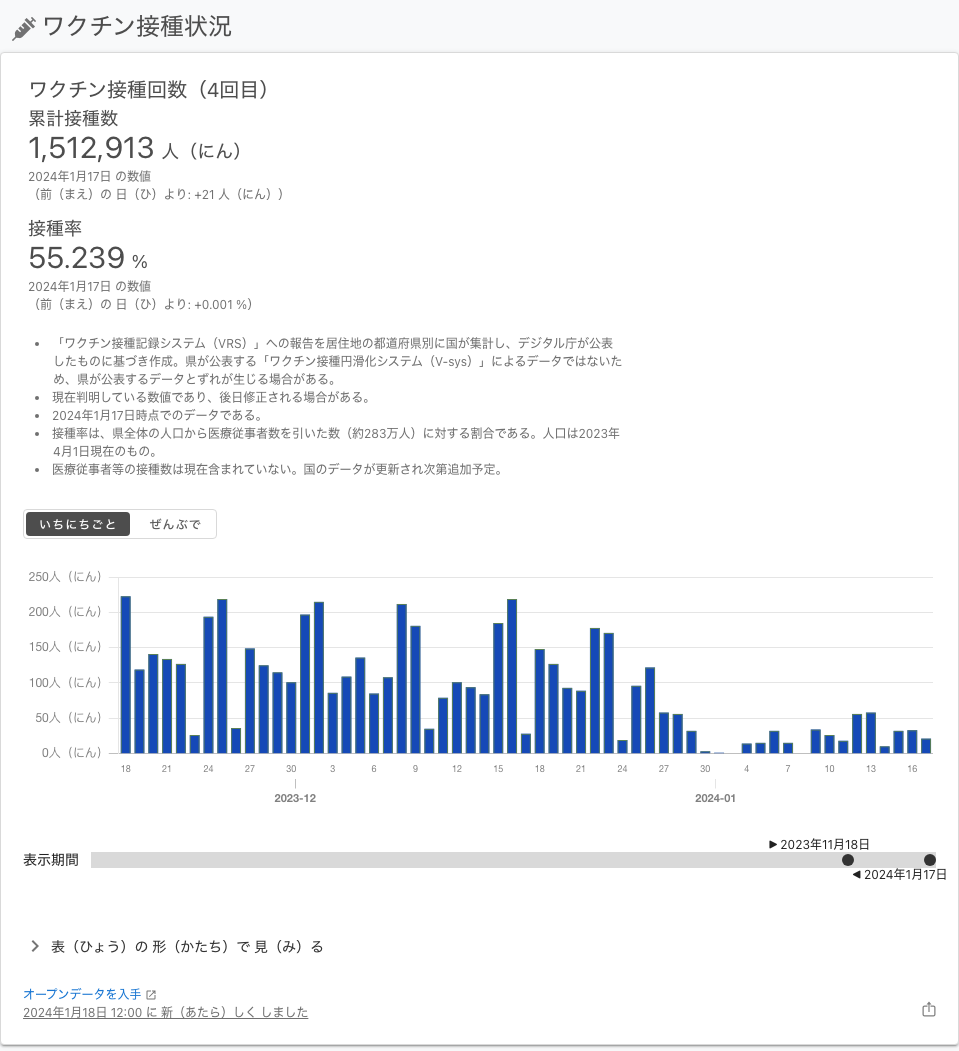 ワクチン接種状況
ワクチン接種回数（4回目）
累計接種数
1,512,913 人（にん）
2024年1月17日 の数値
（前（まえ）の 日（ひ）より: +21 人（にん））
接種率
55.239 %
2024年1月17日 の数値
（前（まえ）の 日（ひ）より: +0.001 %）
• 「ワクチン接種記録システム（VRS）」への報告を居住地の都道府県別に国が集計し、デジタル庁が公表
したものに基づき作成。県が公表する「ワクチン接種円滑化システム（V-sys）」によるデータではないた
め、県が公表するデータとずれが生じる場合がある。
• 現在判明している数値であり、後日修正される場合がある。
• 2024年1月17日時点でのデータである。
• 接種率は、県全体の人口から医療従事者数を引いた数（約283万人）に対する割合である。人口は2023年
4月1日現在のもの。
• 医療従事者等の接種数は現在含まれていない。国のデータが更新され次第追加予定。
いちにちごと ぜんぶで
250人（にん）
200人（にん）
150人（にん）
100人（にん）
50人（にん）
0人（にん）
18 21 24 27 30 3 6 9 12 15 18 21 24 27 30 4 7 10 13 16
2023-12 2024-01
▶ 2023年11月18日
表示期間
◀ 2024年1月17日
表（ひょう）の 形（かたち）で 見（み）る
オープンデータを入手
2024年1月18日 12:00 に 新（あたら）しく しました